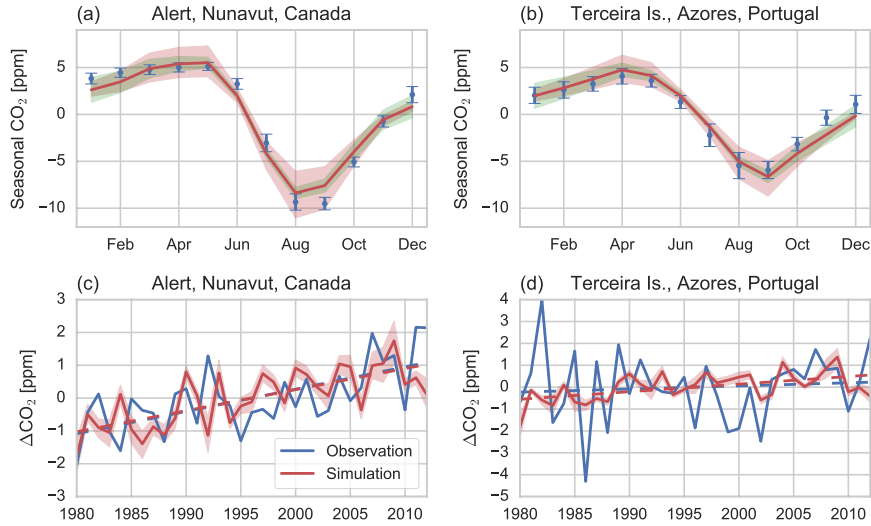 (a) Alert, Nunavut, Canada
Seasonal CO₂ [ppm]
5
0
−5
−10
Feb Apr Jun Aug Oct Dec
(b) Terceira Is., Azores, Portugal
Seasonal CO₂ [ppm]
5
0
−5
−10
Feb Apr Jun Aug Oct Dec
(c) Alert, Nunavut, Canada
ΔCO₂ [ppm]
3
2
1
0
−1
−2
−3
1980 1985 1990 1995 2000 2005 2010
Observation
Simulation
(d) Terceira Is., Azores, Portugal
ΔCO₂ [ppm]
4
3
2
1
0
−1
−2
−3
−4
−5
1980 1985 1990 1995 2000 2005 2010